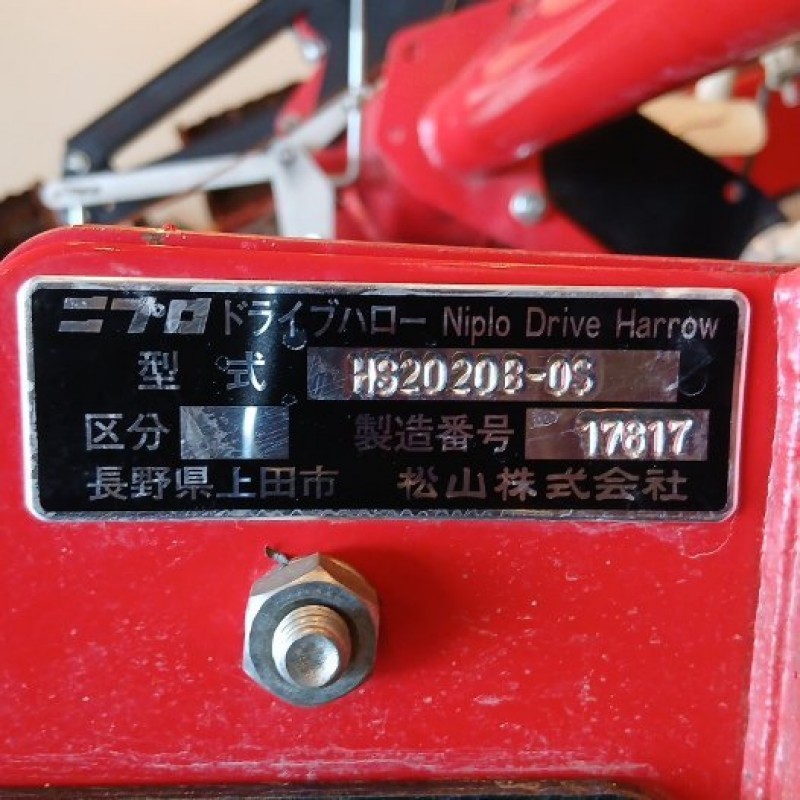 ニプロ ドライブハロー Niplo Drive Harrow
型式 HS2020B-0S
区分 製造番号 17817
長野県上田市 松山株式会社